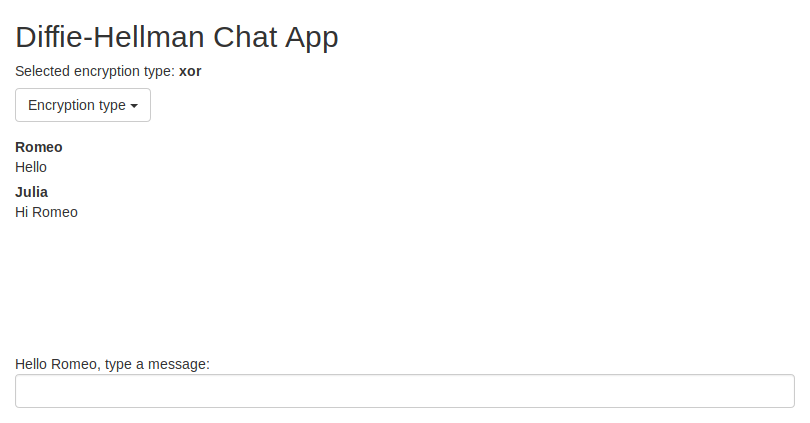 Diffie-Hellman Chat App
Selected encryption type: xor
Encryption type
Romeo
Hello
Julia
Hi Romeo
Hello Romeo, type a message: